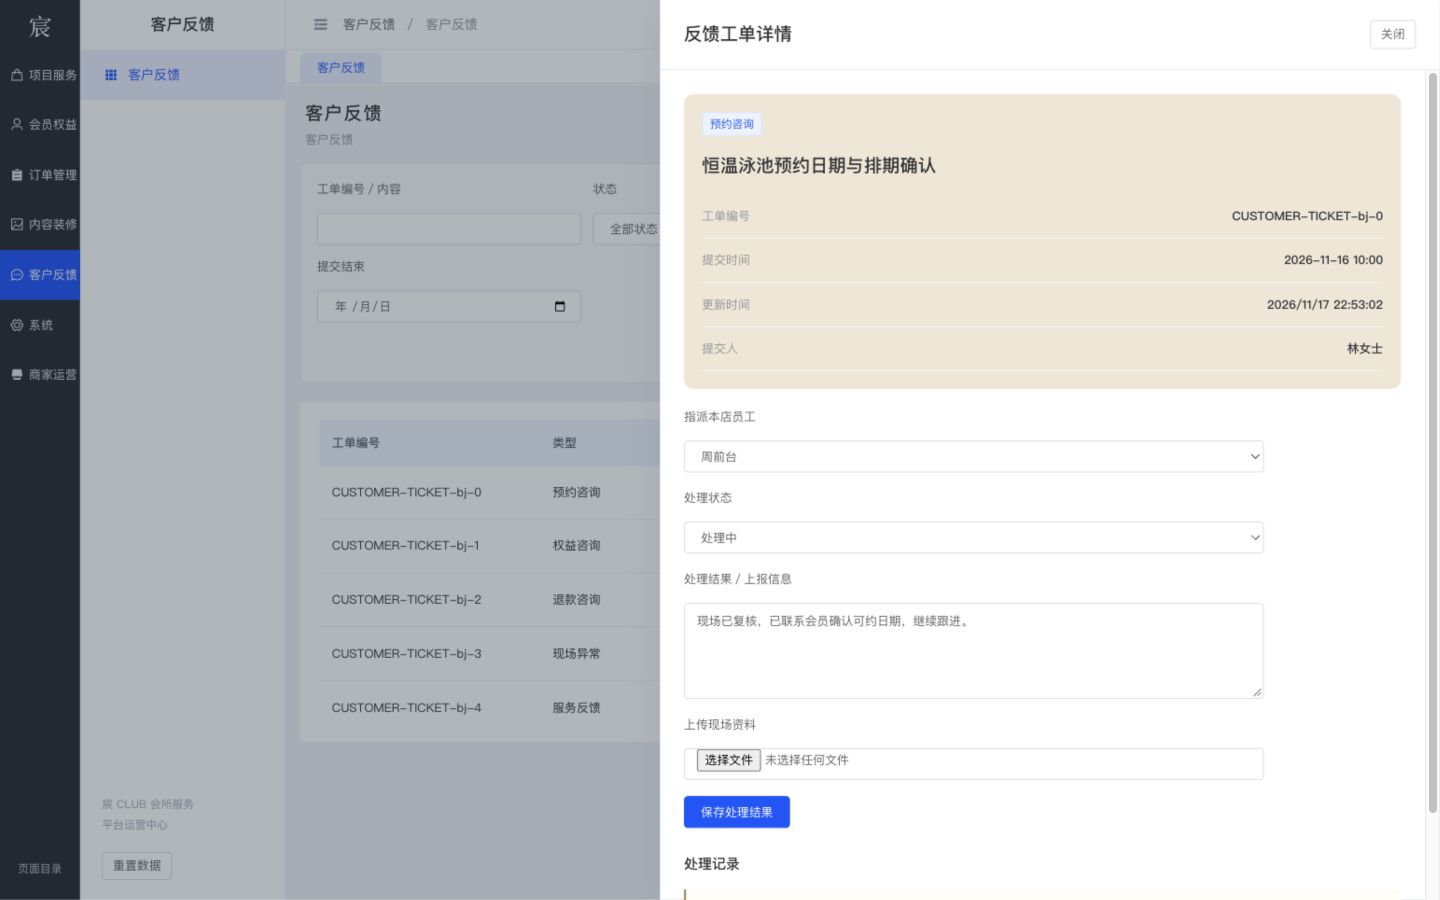 宸
项目服务
会员权益
订单管理
内容装修
客户反馈
系统
商家运营
页面目录
客户反馈
客户反馈
宸 CLUB 会所服务
平台运营中心
重置数据
客户反馈 / 客户反馈
客户反馈
客户反馈
客户反馈
工单编号 / 内容
状态
全部状态
提交结束
年 /月/日
工单编号 类型
CUSTOMER-TICKET-bj-0 预约咨询
CUSTOMER-TICKET-bj-1 权益咨询
CUSTOMER-TICKET-bj-2 退款咨询
CUSTOMER-TICKET-bj-3 现场异常
CUSTOMER-TICKET-bj-4 服务反馈
反馈工单详情
关闭
预约咨询
恒温泳池预约日期与排期确认
工单编号 CUSTOMER-TICKET-bj-0
提交时间 2026-11-16 10:00
更新时间 2026/11/17 22:53:02
提交人 林女士
指派本店员工
周前台
处理状态
处理中
处理结果 / 上报信息
现场已复核，已联系会员确认可约日期，继续跟进。
上传现场资料
选择文件 未选择任何文件
保存处理结果
处理记录